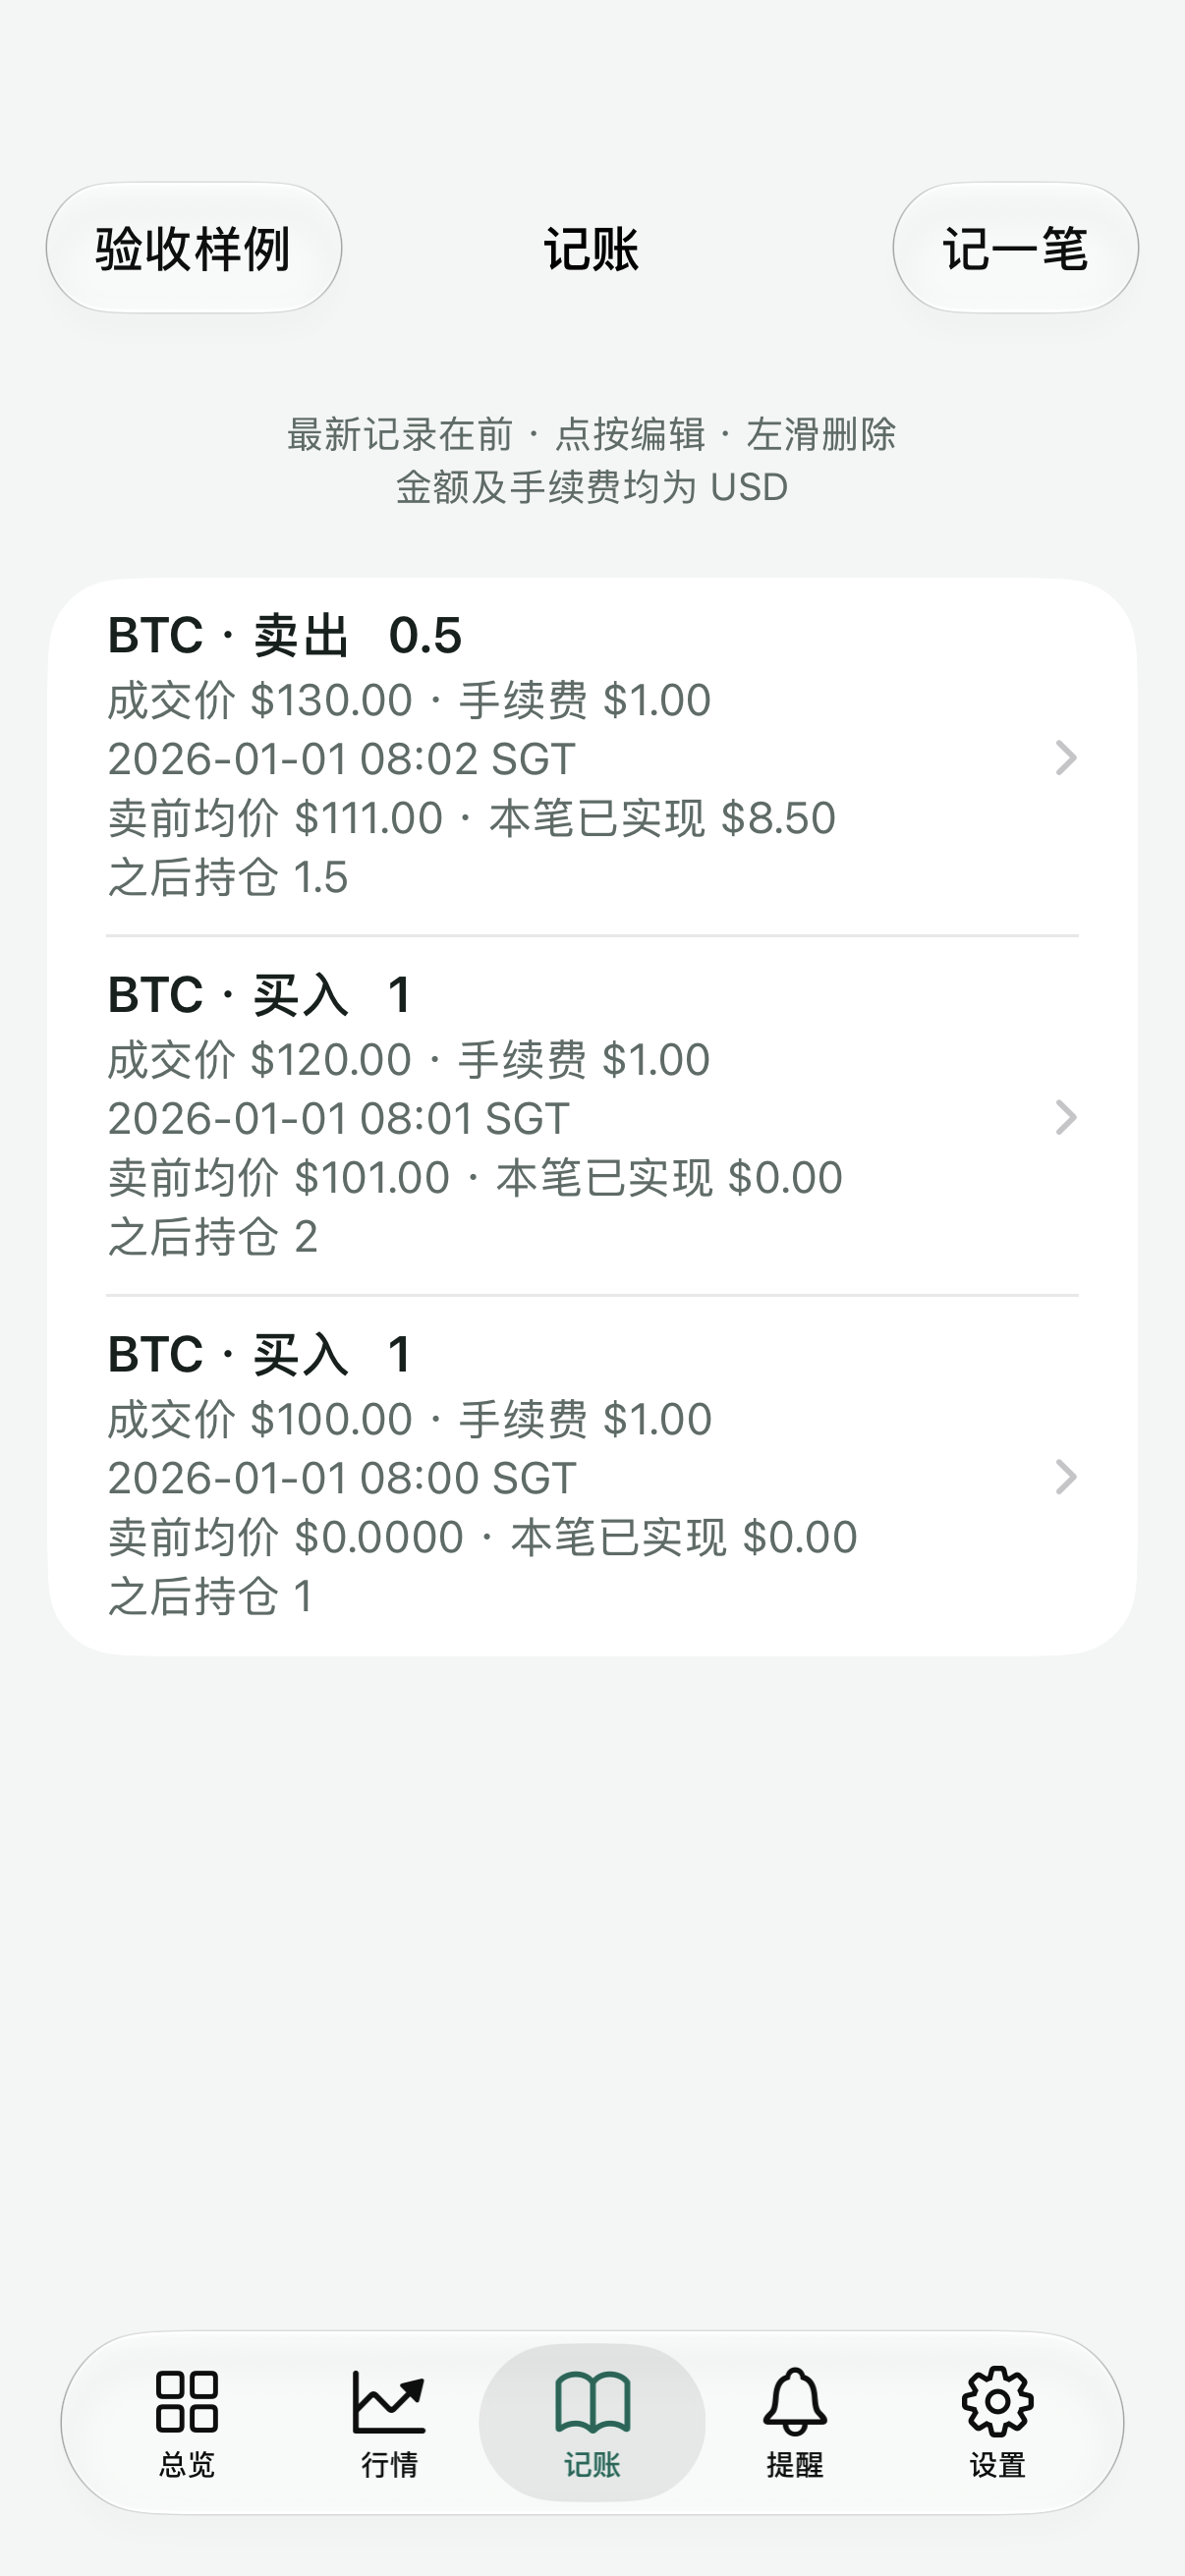 验收样例
记账
记一笔
最新记录在前 · 点按编辑 · 左滑删除
金额及手续费均为 USD
BTC · 卖出 0.5
成交价 $130.00 · 手续费 $1.00
2026-01-01 08:02 SGT
卖前均价 $111.00 · 本笔已实现 $8.50
之后持仓 1.5
BTC · 买入 1
成交价 $120.00 · 手续费 $1.00
2026-01-01 08:01 SGT
卖前均价 $101.00 · 本笔已实现 $0.00
之后持仓 2
BTC · 买入 1
成交价 $100.00 · 手续费 $1.00
2026-01-01 08:00 SGT
卖前均价 $0.0000 · 本笔已实现 $0.00
之后持仓 1
总览
行情
记账
提醒
设置